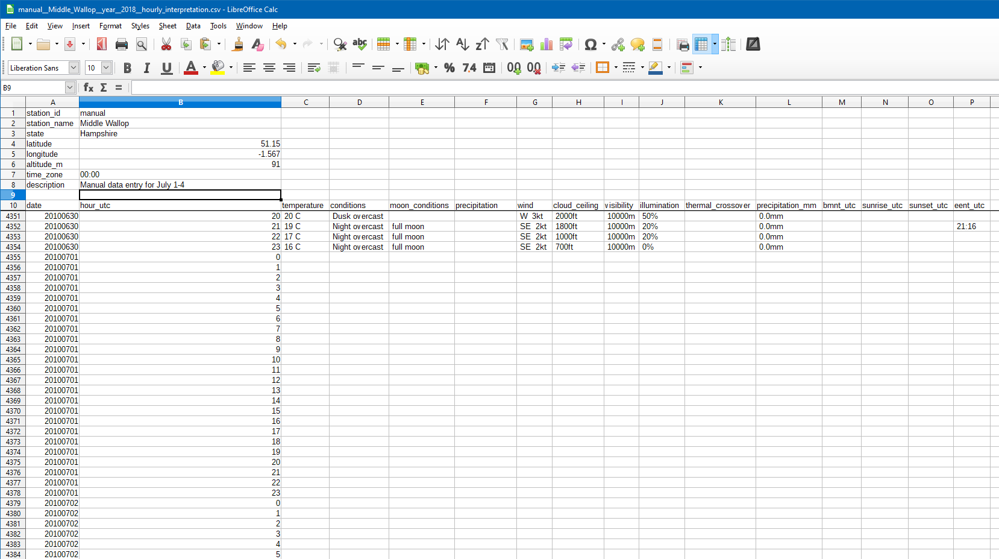 manual__Middle_Wallop__year__2018__hourly_interpretation.csv - LibreOffice Calc
File Edit View Insert Format Styles Sheet Data Tools Window Help
Liberation Sans 10
B9
A B C D E F G H I J K L M N O P
1 station_id manual
2 station_name Middle Wallop
3 state Hampshire
4 latitude 51.15
5 longitude -1.567
6 altitude_m 91
7 time_zone 00:00
8 description Manual data entry for July 1-4
9
10 date hour_utc temperature conditions moon_conditions precipitation wind cloud_ceiling visibility illumination thermal_crossover precipitation_mm bmnt_utc sunrise_utc sunset_utc eent_utc
4351 20100630 20 20 C Dusk overcast W 3kt 2000ft 10000m 50% 0.0mm
4352 20100630 21 19 C Night overcast full moon SE 2kt 1800ft 10000m 20% 0.0mm 21:16
4353 20100630 22 17 C Night overcast full moon SE 2kt 1000ft 10000m 20% 0.0mm
4354 20100630 23 16 C Night overcast full moon SE 2kt 700ft 10000m 0% 0.0mm
4355 20100701 0
4356 20100701 1
4357 20100701 2
4358 20100701 3
4359 20100701 4
4360 20100701 5
4361 20100701 6
4362 20100701 7
4363 20100701 8
4364 20100701 9
4365 20100701 10
4366 20100701 11
4367 20100701 12
4368 20100701 13
4369 20100701 14
4370 20100701 15
4371 20100701 16
4372 20100701 17
4373 20100701 18
4374 20100701 19
4375 20100701 20
4376 20100701 21
4377 20100701 22
4378 20100701 23
4379 20100702 0
4380 20100702 1
4381 20100702 2
4382 20100702 3
4383 20100702 4
4384 20100702 5